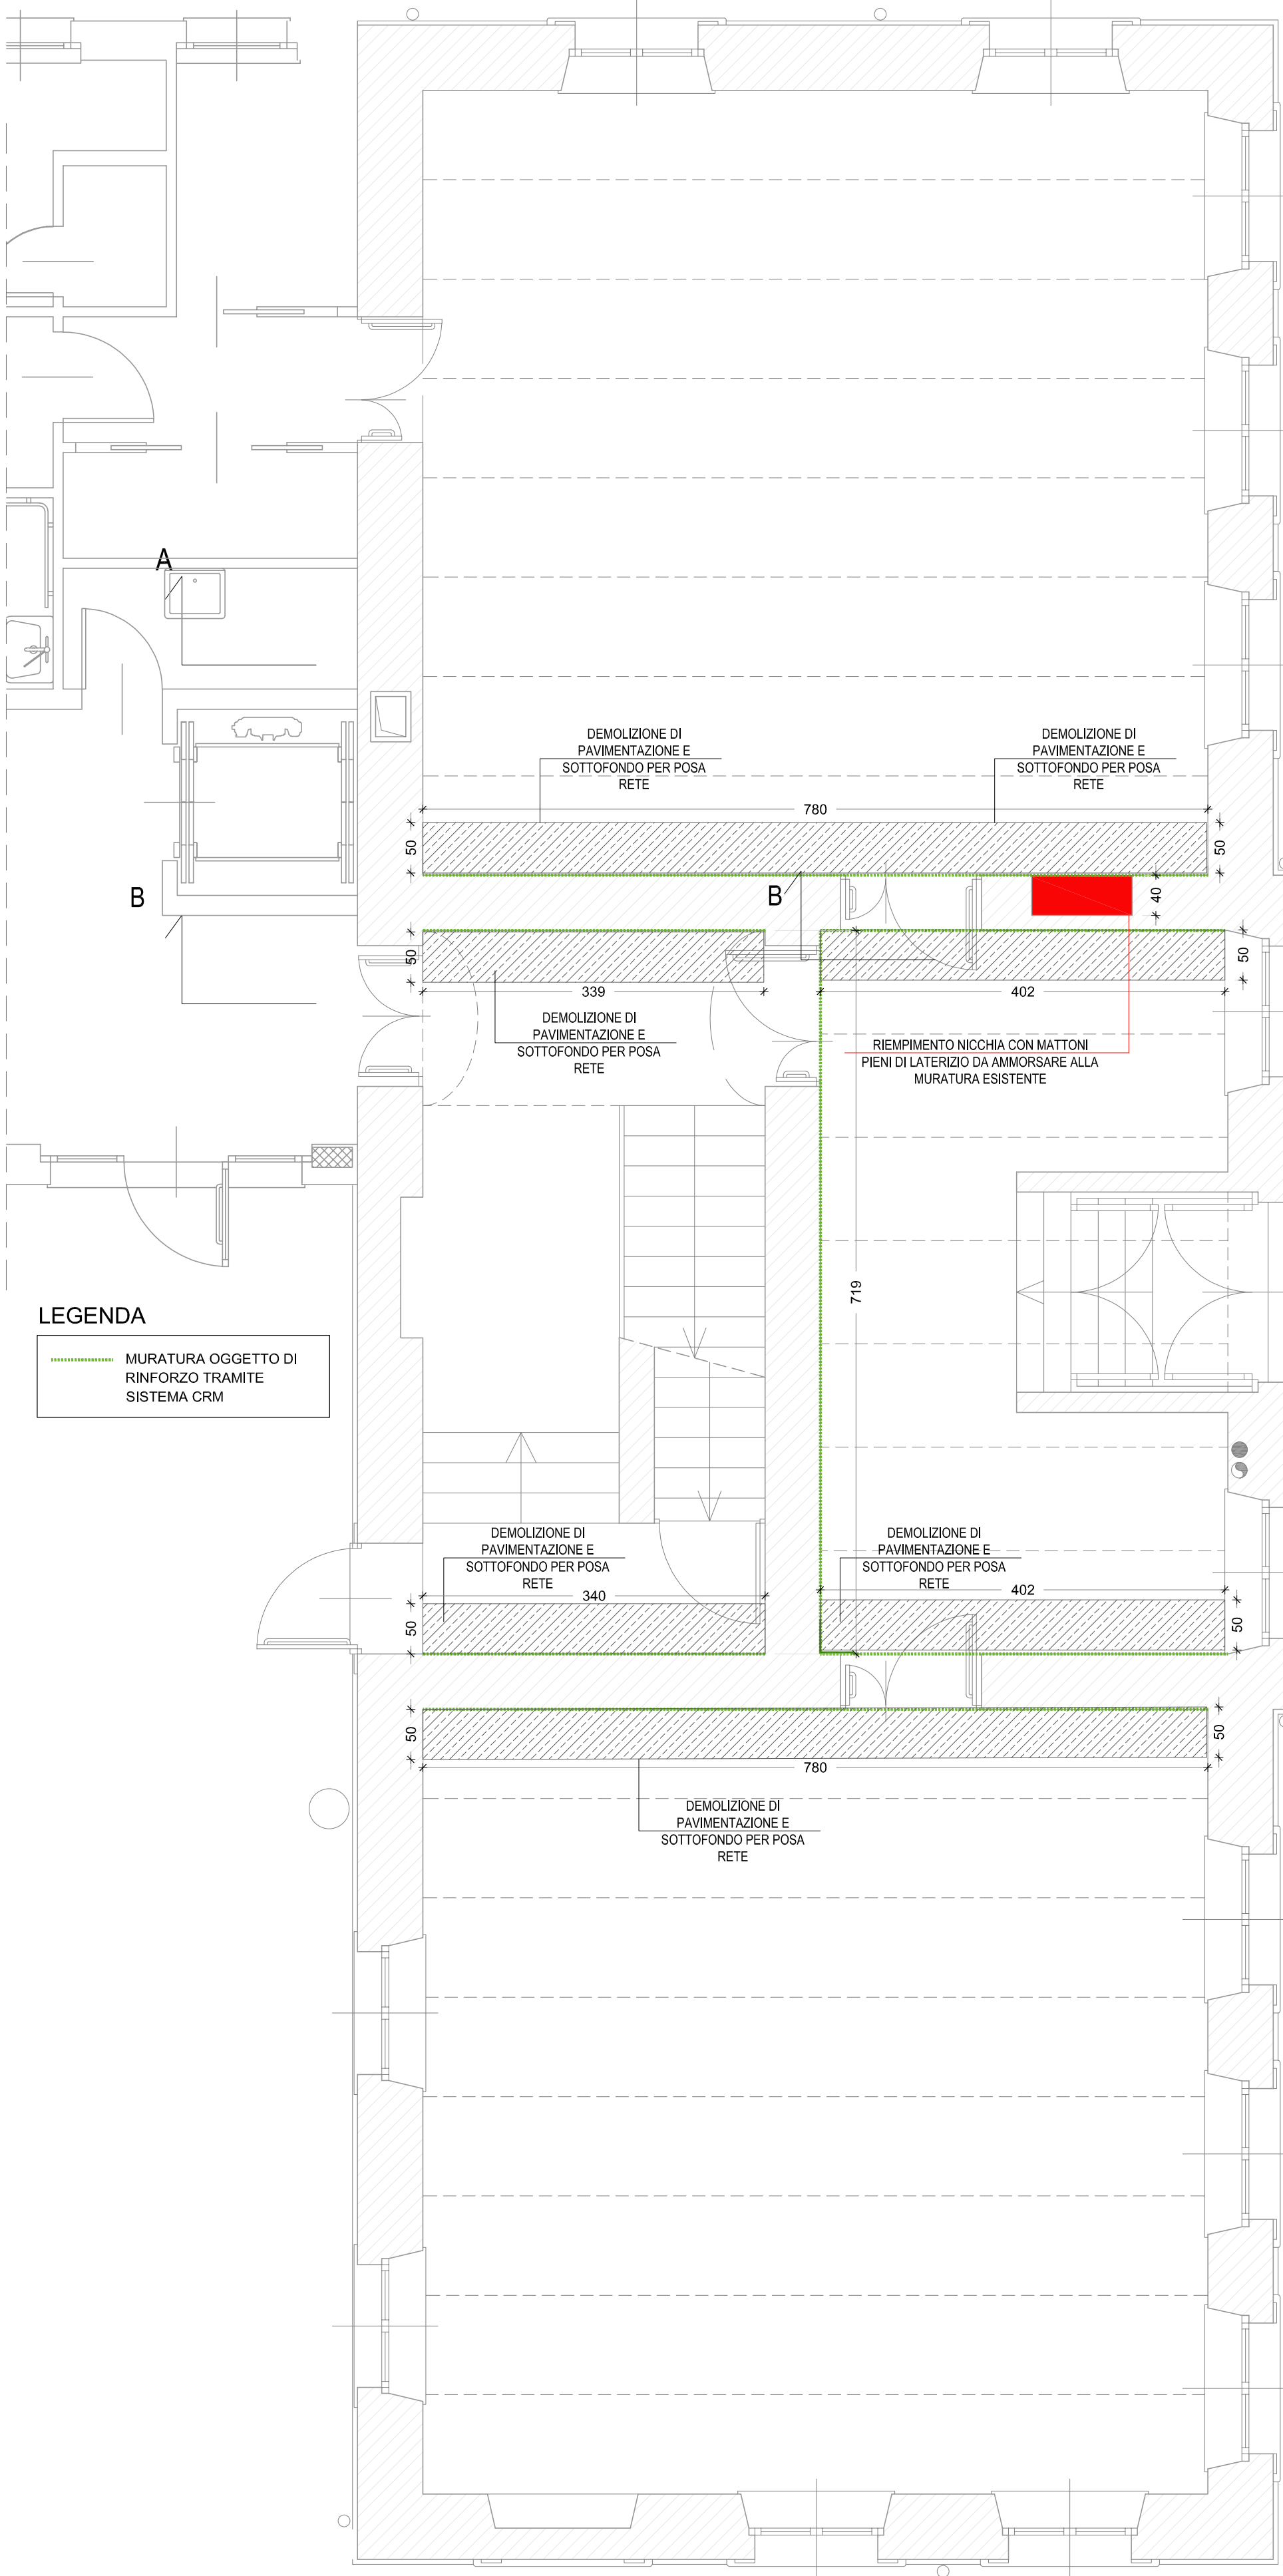 A
DEMOLIZIONE DI
PAVIMENTAZIONE E
SOTTOFONDO PER POSA
RETE
DEMOLIZIONE DI
PAVIMENTAZIONE E
SOTTOFONDO PER POSA
RETE
780
50
50
B
B
40
50
50
339
402
DEMOLIZIONE DI
PAVIMENTAZIONE E
SOTTOFONDO PER POSA
RETE
RIEMPIMENTO NICCHIA CON MATTONI
PIENI DI LATERIZIO DA AMMORSARE ALLA
MURATURA ESISTENTE
719
LEGENDA
MURATURA OGGETTO DI
RINFORZO TRAMITE
SISTEMA CRM
DEMOLIZIONE DI
PAVIMENTAZIONE E
SOTTOFONDO PER POSA
RETE
DEMOLIZIONE DI
PAVIMENTAZIONE E
SOTTOFONDO PER POSA
RETE
340
402
50
50
50
50
780
DEMOLIZIONE DI
PAVIMENTAZIONE E
SOTTOFONDO PER POSA
RETE